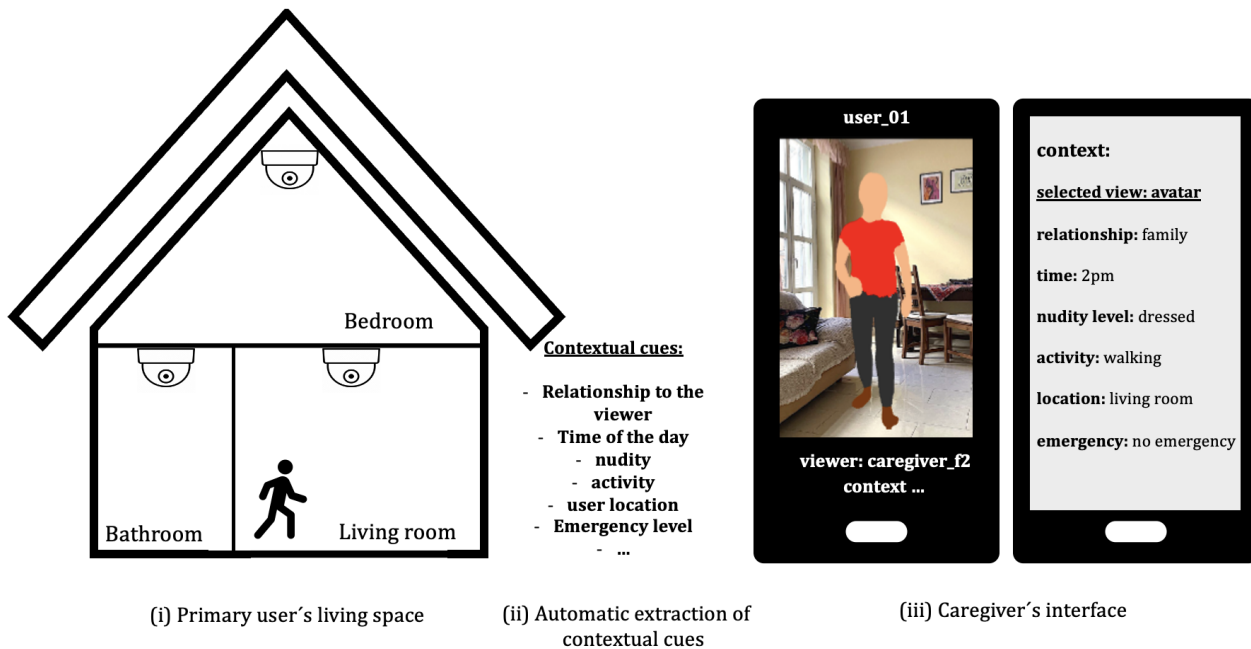 Bedroom
Bathroom
Living room
(i) Primary user´s living space
Contextual cues:
- Relationship to the
viewer
- Time of the day
- nudity
- activity
- user location
- Emergency level
- ...
(ii) Automatic extraction of
contextual cues
user_01
viewer: caregiver_f2
context ...
context:
selected view: avatar
relationship: family
time: 2pm
nudity level: dressed
activity: walking
location: living room
emergency: no emergency
(iii) Caregiver´s interface